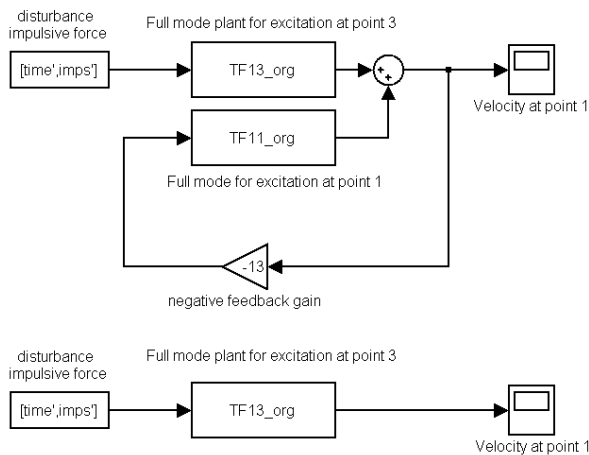 disturbance
impulsive force
Full mode plant for excitation at point 3
[time',imps']
TF13_org
+
+
Velocity at point 1
TF11_org
Full mode for excitation at point 1
-13
negative feedback gain
disturbance
impulsive force
Full mode plant for excitation at point 3
[time',imps']
TF13_org
Velocity at point 1